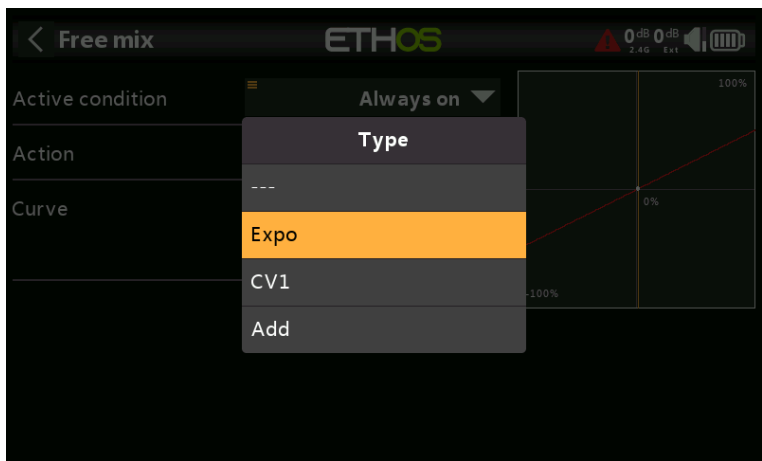 Free mix
ETHOS
0dB 0dB
2.4G Ext
Active condition
Always on
100%
Action
Type
---
Curve
0%
Expo
CV1
-100%
Add